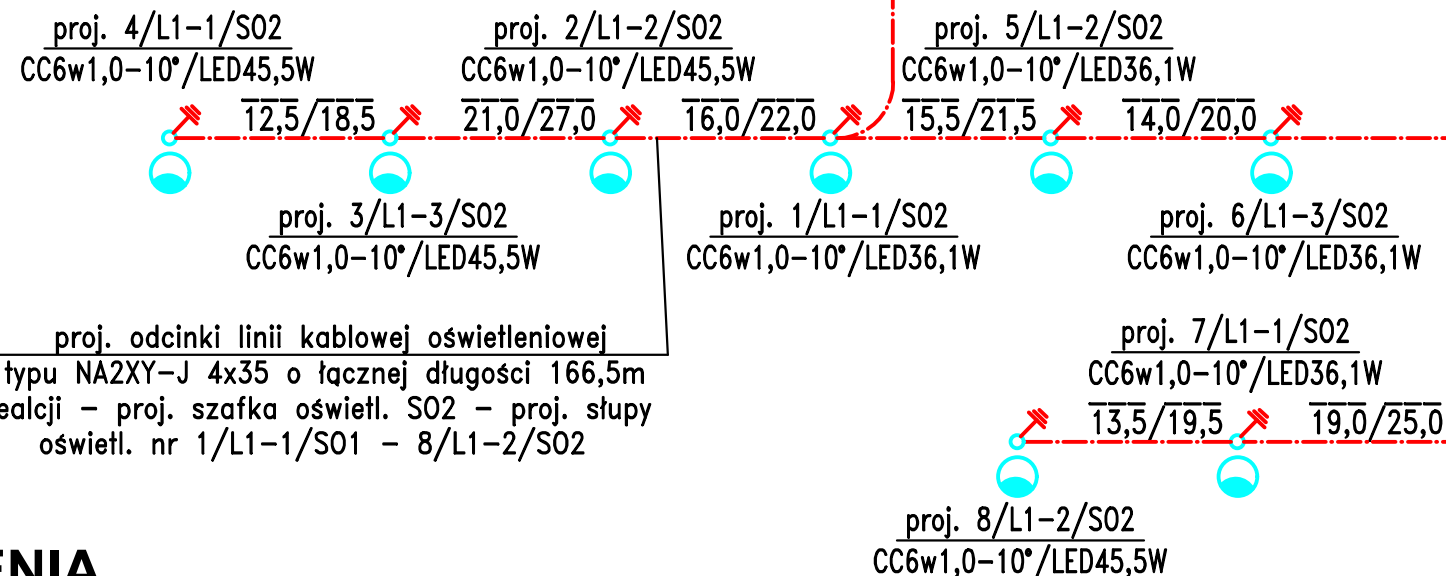 proj. 4/L1-1/SO2
CC6w1,0-10°/LED45,5W
proj. 2/L1-2/SO2
CC6w1,0-10°/LED45,5W
proj. 5/L1-2/SO2
CC6w1,0-10°/LED36,1W
12,5/18,5
21,0/27,0
16,0/22,0
15,5/21,5
14,0/20,0
proj. 3/L1-3/SO2
CC6w1,0-10°/LED45,5W
proj. 1/L1-1/SO2
CC6w1,0-10°/LED36,1W
proj. 6/L1-3/SO2
CC6w1,0-10°/LED36,1W
proj. odcinki linii kablowej oświetleniowej
typu NA2XY-J 4x35 o łącznej długości 166,5m
ealcji - proj. szafka oświetl. SO2 - proj. słupy
oświetl. nr 1/L1-1/SO1 - 8/L1-2/SO2
proj. 7/L1-1/SO2
CC6w1,0-10°/LED36,1W
13,5/19,5
19,0/25,0
proj. 8/L1-2/SO2
CC6w1,0-10°/LED45,5W
ENIA